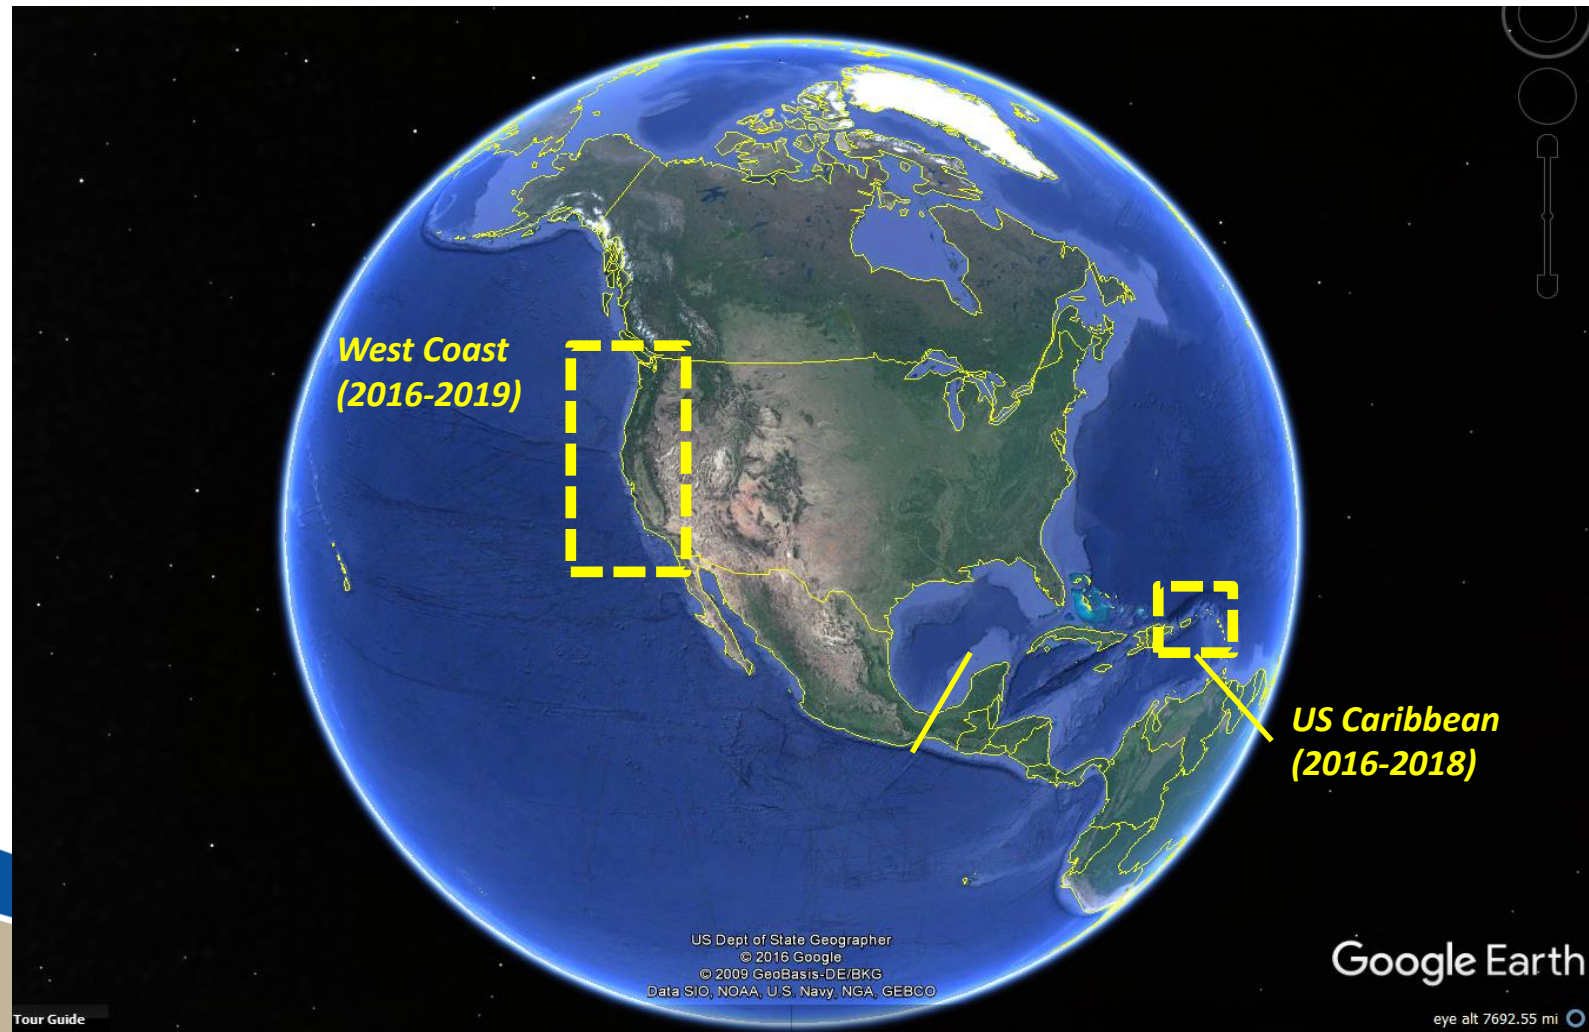 West Coast
(2016-2019)
US Caribbean
(2016-2018)
US Dept of State Geographer
© 2016 Google
© 2009 GeoBasis-DE/BKG
Data SIO, NOAA, U.S. Navy, NGA, GEBCO
Google Earth
Tour Guide
eye alt 7692.55 mi